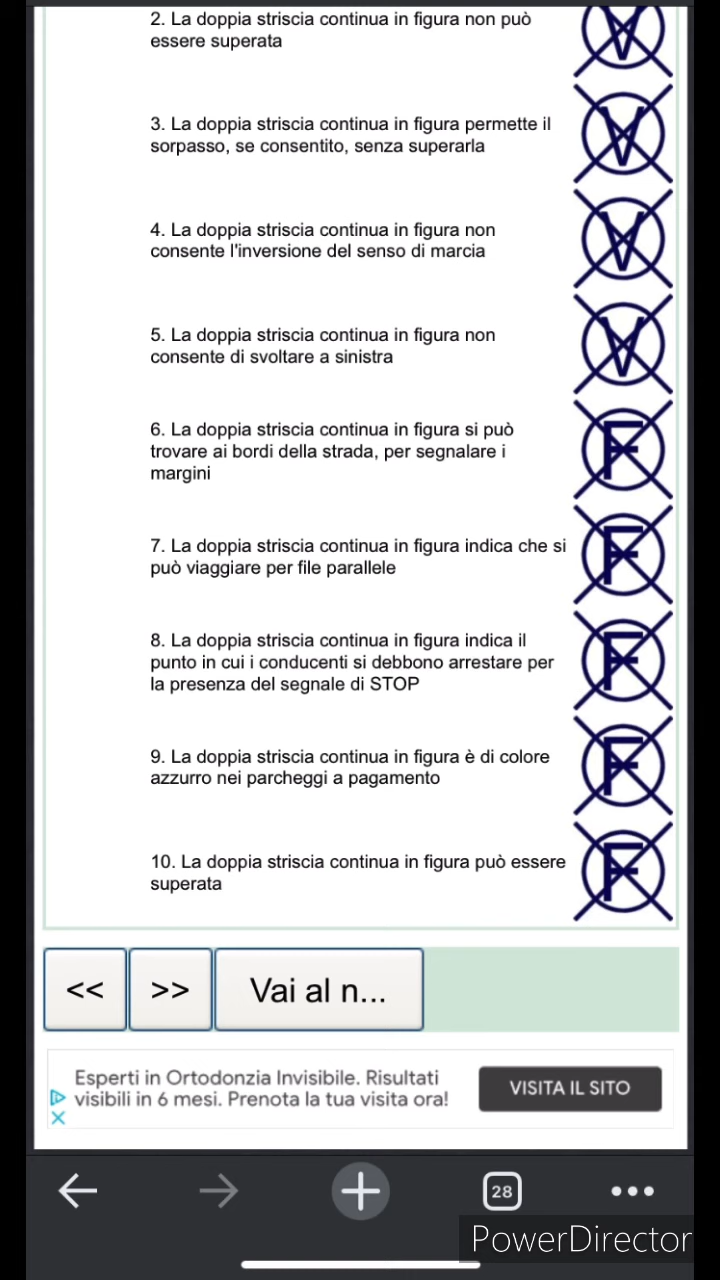 2. La doppia striscia continua in figura non può
essere superata
V
3. La doppia striscia continua in figura permette il
sorpasso, se consentito, senza superarla
V
4. La doppia striscia continua in figura non
consente l'inversione del senso di marcia
V
5. La doppia striscia continua in figura non
consente di svoltare a sinistra
V
6. La doppia striscia continua in figura si può
trovare ai bordi della strada, per segnalare i
margini
F
7. La doppia striscia continua in figura indica che si
può viaggiare per file parallele
F
8. La doppia striscia continua in figura indica il
punto in cui i conducenti si debbono arrestare per
la presenza del segnale di STOP
F
9. La doppia striscia continua in figura è di colore
azzurro nei parcheggi a pagamento
F
10. La doppia striscia continua in figura può essere
superata
F
<< >> Vai al n...
Esperti in Ortodonzia Invisibile. Risultati
visibili in 6 mesi. Prenota la tua visita ora!
VISITA IL SITO
28
PowerDirector